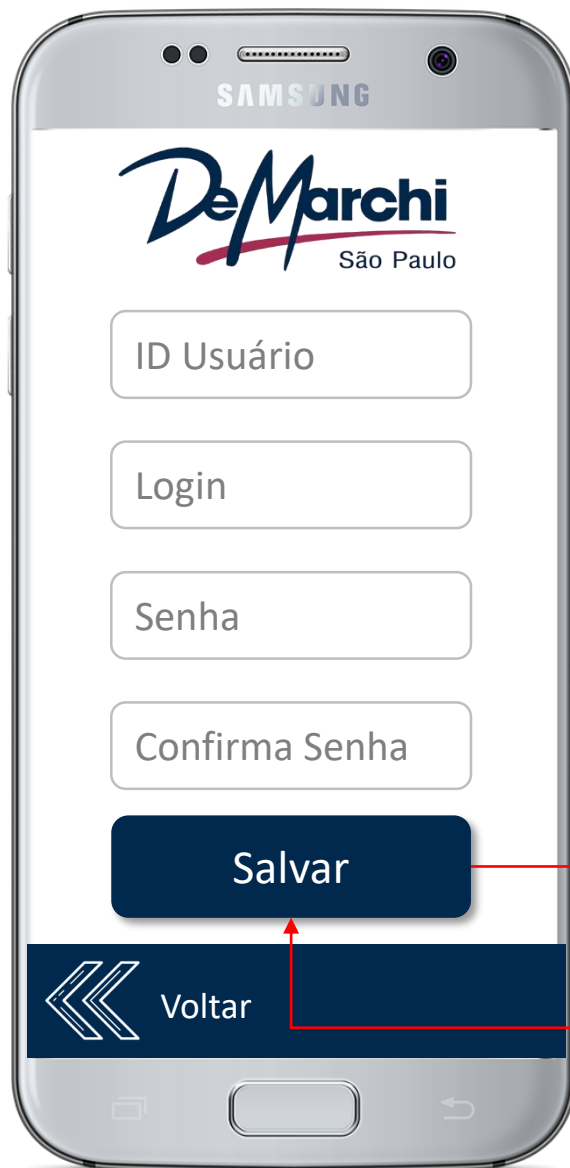 SAMSUNG
DeMarchi
São Paulo
ID Usuário
Login
Senha
Confirma Senha
Salvar
Voltar